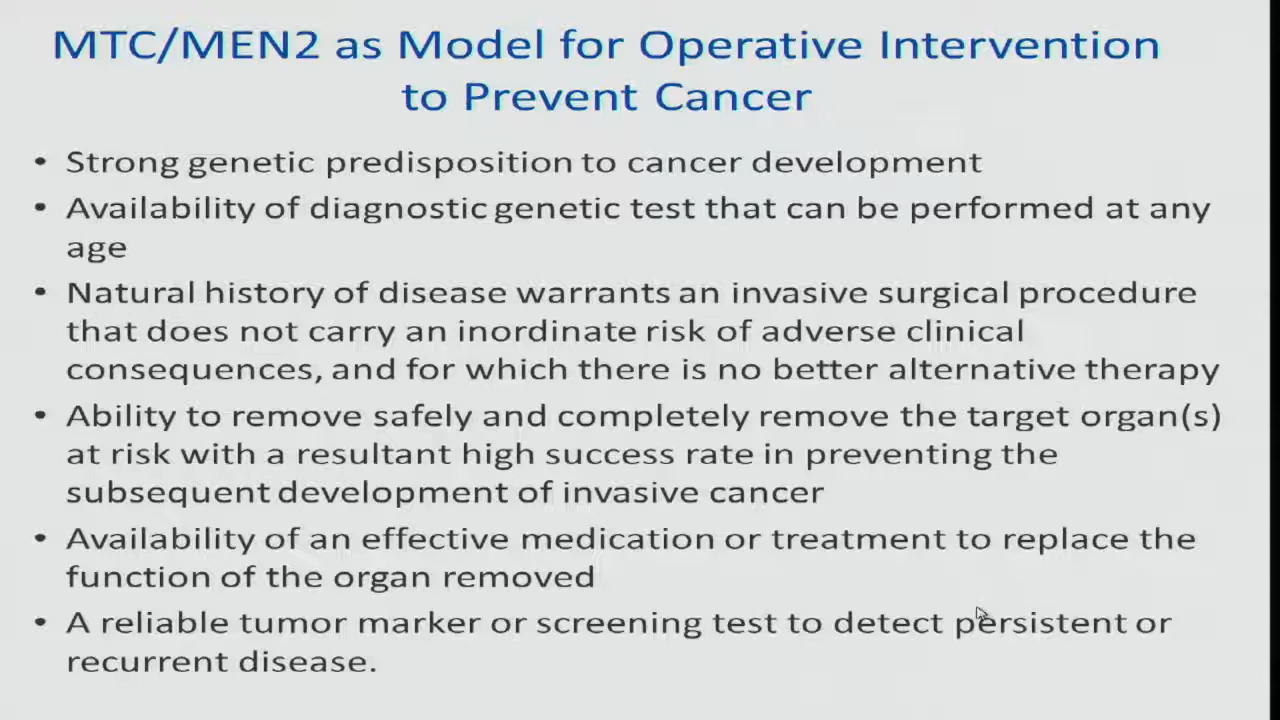 MTC/MEN2 as Model for Operative Intervention
to Prevent Cancer
• Strong genetic predisposition to cancer development
• Availability of diagnostic genetic test that can be performed at any
age
• Natural history of disease warrants an invasive surgical procedure
that does not carry an inordinate risk of adverse clinical
consequences, and for which there is no better alternative therapy
• Ability to remove safely and completely remove the target organ(s)
at risk with a resultant high success rate in preventing the
subsequent development of invasive cancer
• Availability of an effective medication or treatment to replace the
function of the organ removed
• A reliable tumor marker or screening test to detect persistent or
recurrent disease.